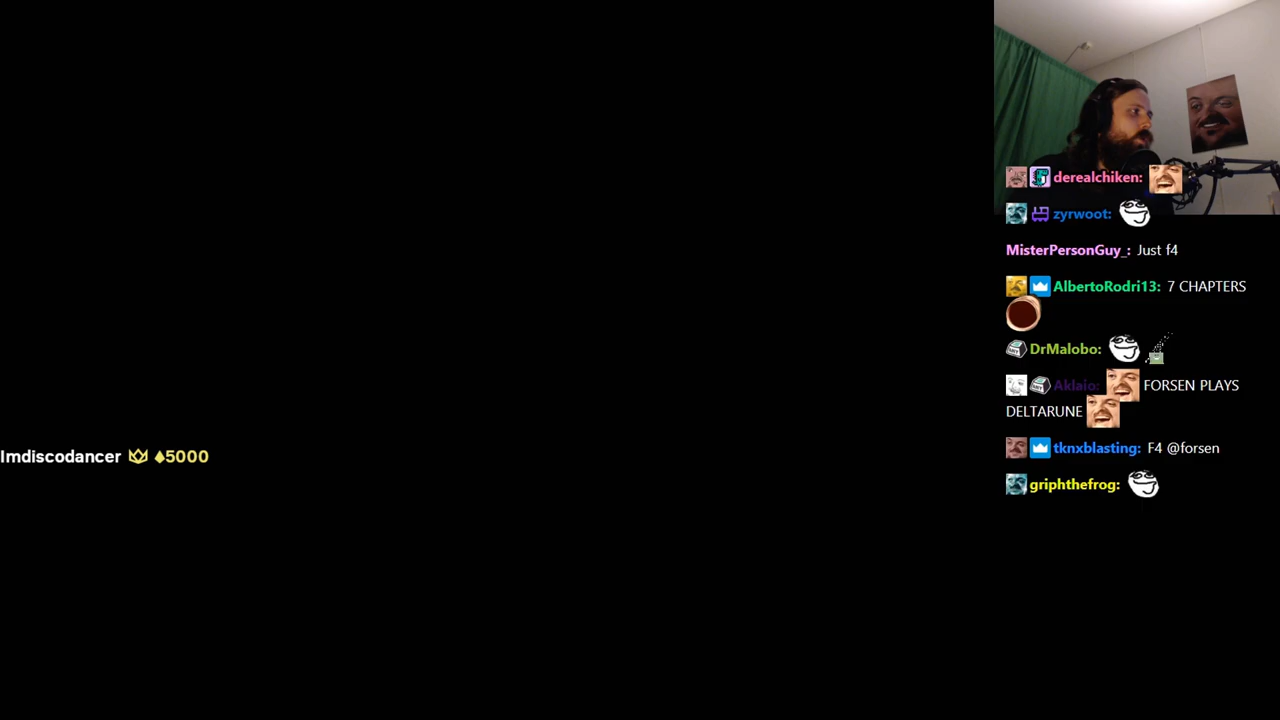 derealchiken:
zyrwoot:
MisterPersonGuy_: Just f4
AlbertoRodri13: 7 CHAPTERS
DrMalobo:
Aklaio: FORSEN PLAYS
DELTARUNE
tknxblasting: F4 @forsen
griphthefrog:
Imdiscodancer ♦5000